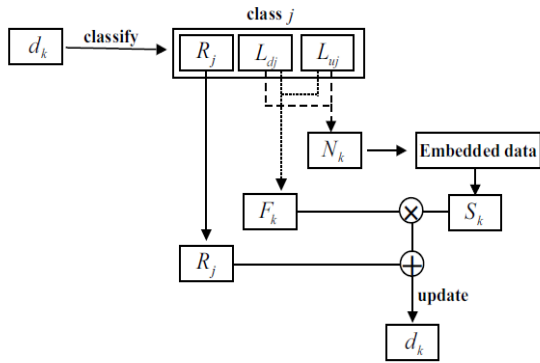 class j
d_k
classify
R_j
L_dj
L_uj
N_k
Embedded data
F_k
×
S_k
R_j
+
update
d_k